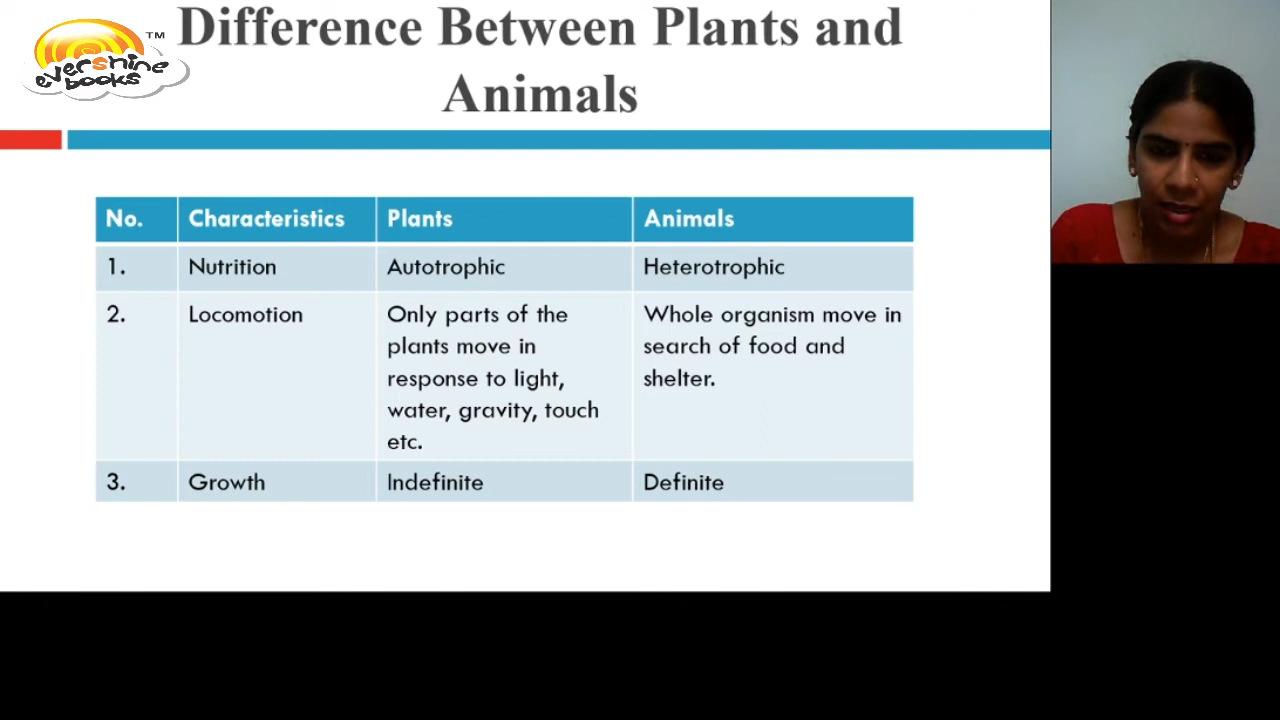 evershine
books
TM
Difference Between Plants and
Animals
No. Characteristics Plants Animals
1. Nutrition Autotrophic Heterotrophic
2. Locomotion Only parts of the Whole organism move in
plants move in search of food and
response to light, shelter.
water, gravity, touch
etc.
3. Growth Indefinite Definite